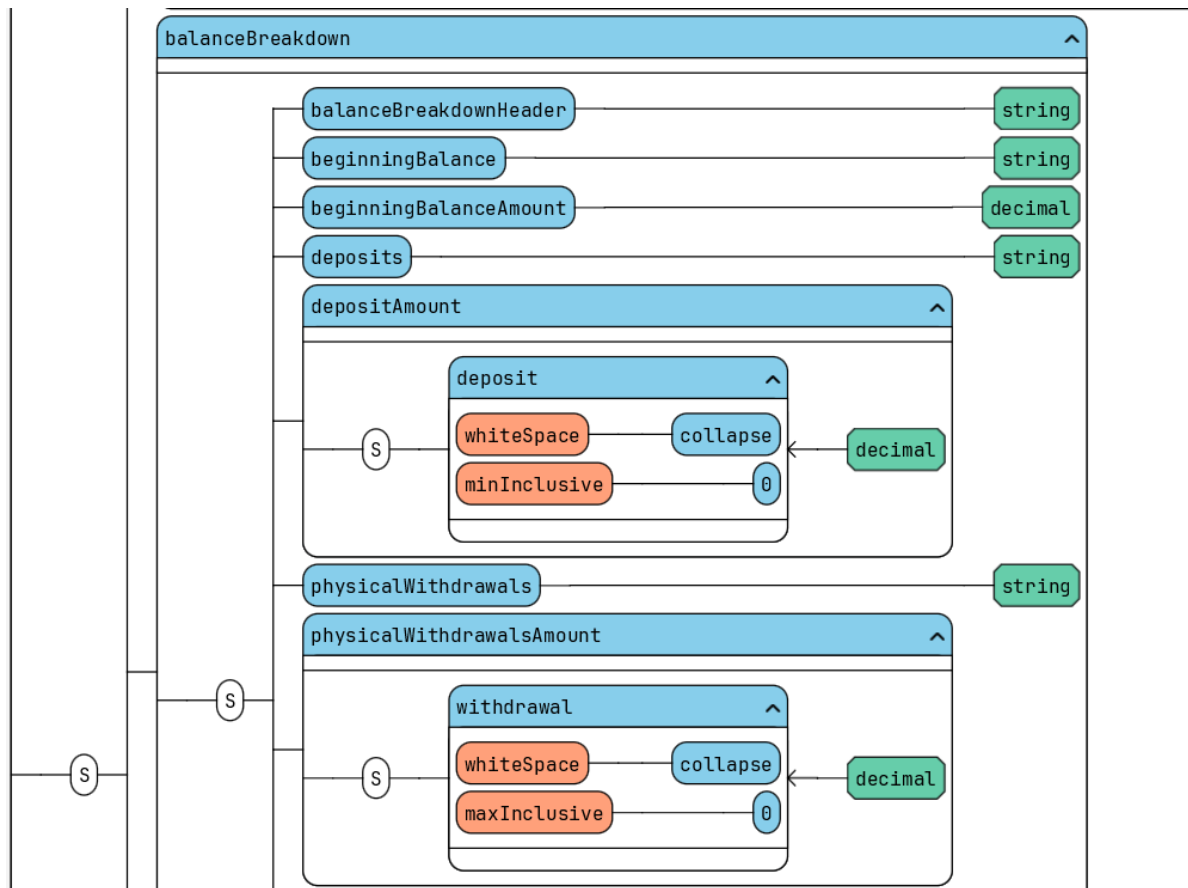 balanceBreakdown
balanceBreakdownHeader string
beginningBalance string
beginningBalanceAmount decimal
deposits string
depositAmount
deposit
whiteSpace collapse
S decimal
minInclusive 0
physicalWithdrawals string
physicalWithdrawalsAmount
S
withdrawal
whiteSpace collapse
S S decimal
maxInclusive 0